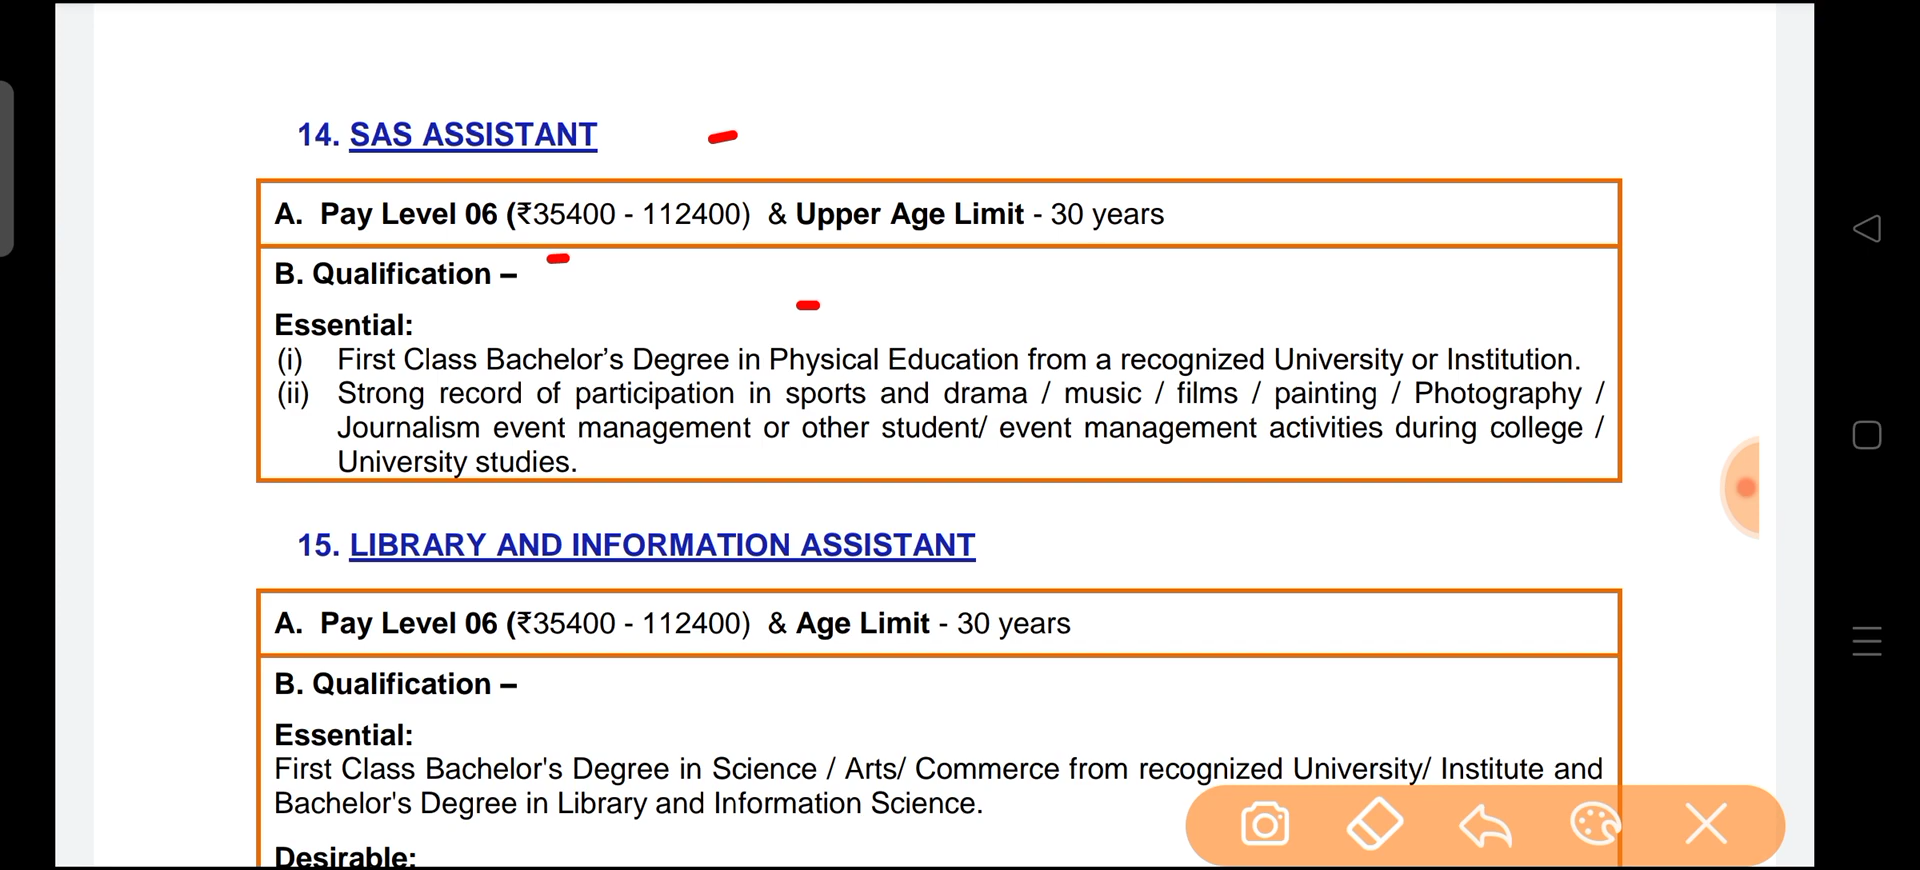 14. SAS ASSISTANT
A. Pay Level 06 (₹35400 - 112400) & Upper Age Limit - 30 years
B. Qualification –
Essential:
(i) First Class Bachelor’s Degree in Physical Education from a recognized University or Institution.
(ii) Strong record of participation in sports and drama / music / films / painting / Photography /
Journalism event management or other student/ event management activities during college /
University studies.
15. LIBRARY AND INFORMATION ASSISTANT
A. Pay Level 06 (₹35400 - 112400) & Age Limit - 30 years
B. Qualification –
Essential:
First Class Bachelor's Degree in Science / Arts/ Commerce from recognized University/ Institute and
Bachelor's Degree in Library and Information Science.
Desirable: